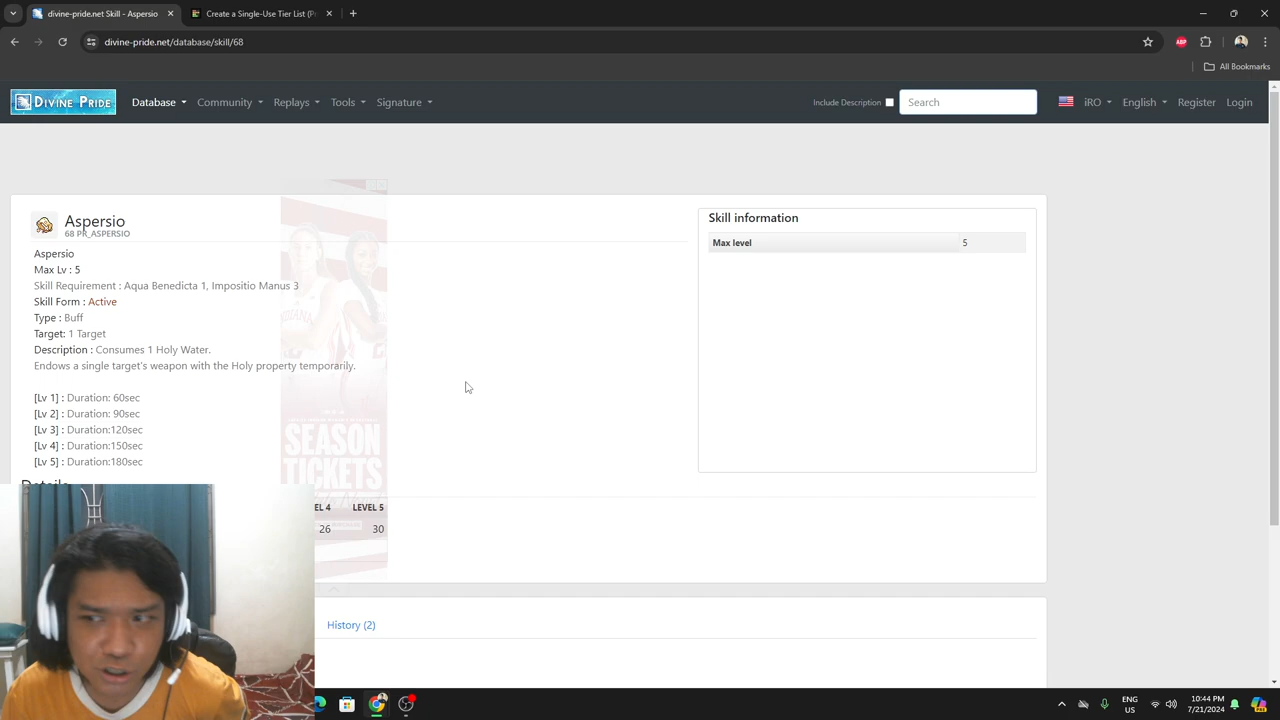 divine-pride.net Skill - Aspersio
Create a Single-Use Tier List (P
divine-pride.net/database/skill/68
ABP
All Bookmarks
DIVINE PRIDE
Database
Community
Replays
Tools
Signature
Include Description
Search
iRO
English
Register
Login
Aspersio
68 PR_ASPERSIO
Aspersio
Max Lv : 5
Skill Requirement : Aqua Benedicta 1, Impositio Manus 3
Skill Form : Active
Type : Buff
Target: 1 Target
Description : Consumes 1 Holy Water.
Endows a single target's weapon with the Holy property temporarily.
[Lv 1] : Duration: 60sec
[Lv 2] : Duration: 90sec
[Lv 3] : Duration:120sec
[Lv 4] : Duration:150sec
[Lv 5] : Duration:180sec
Details
Skill information
Max level 5
INDIANA
SEASON
TICKETS
EL 4 LEVEL 5
26 30
History (2)
ENG
US
10:44 PM
7/21/2024